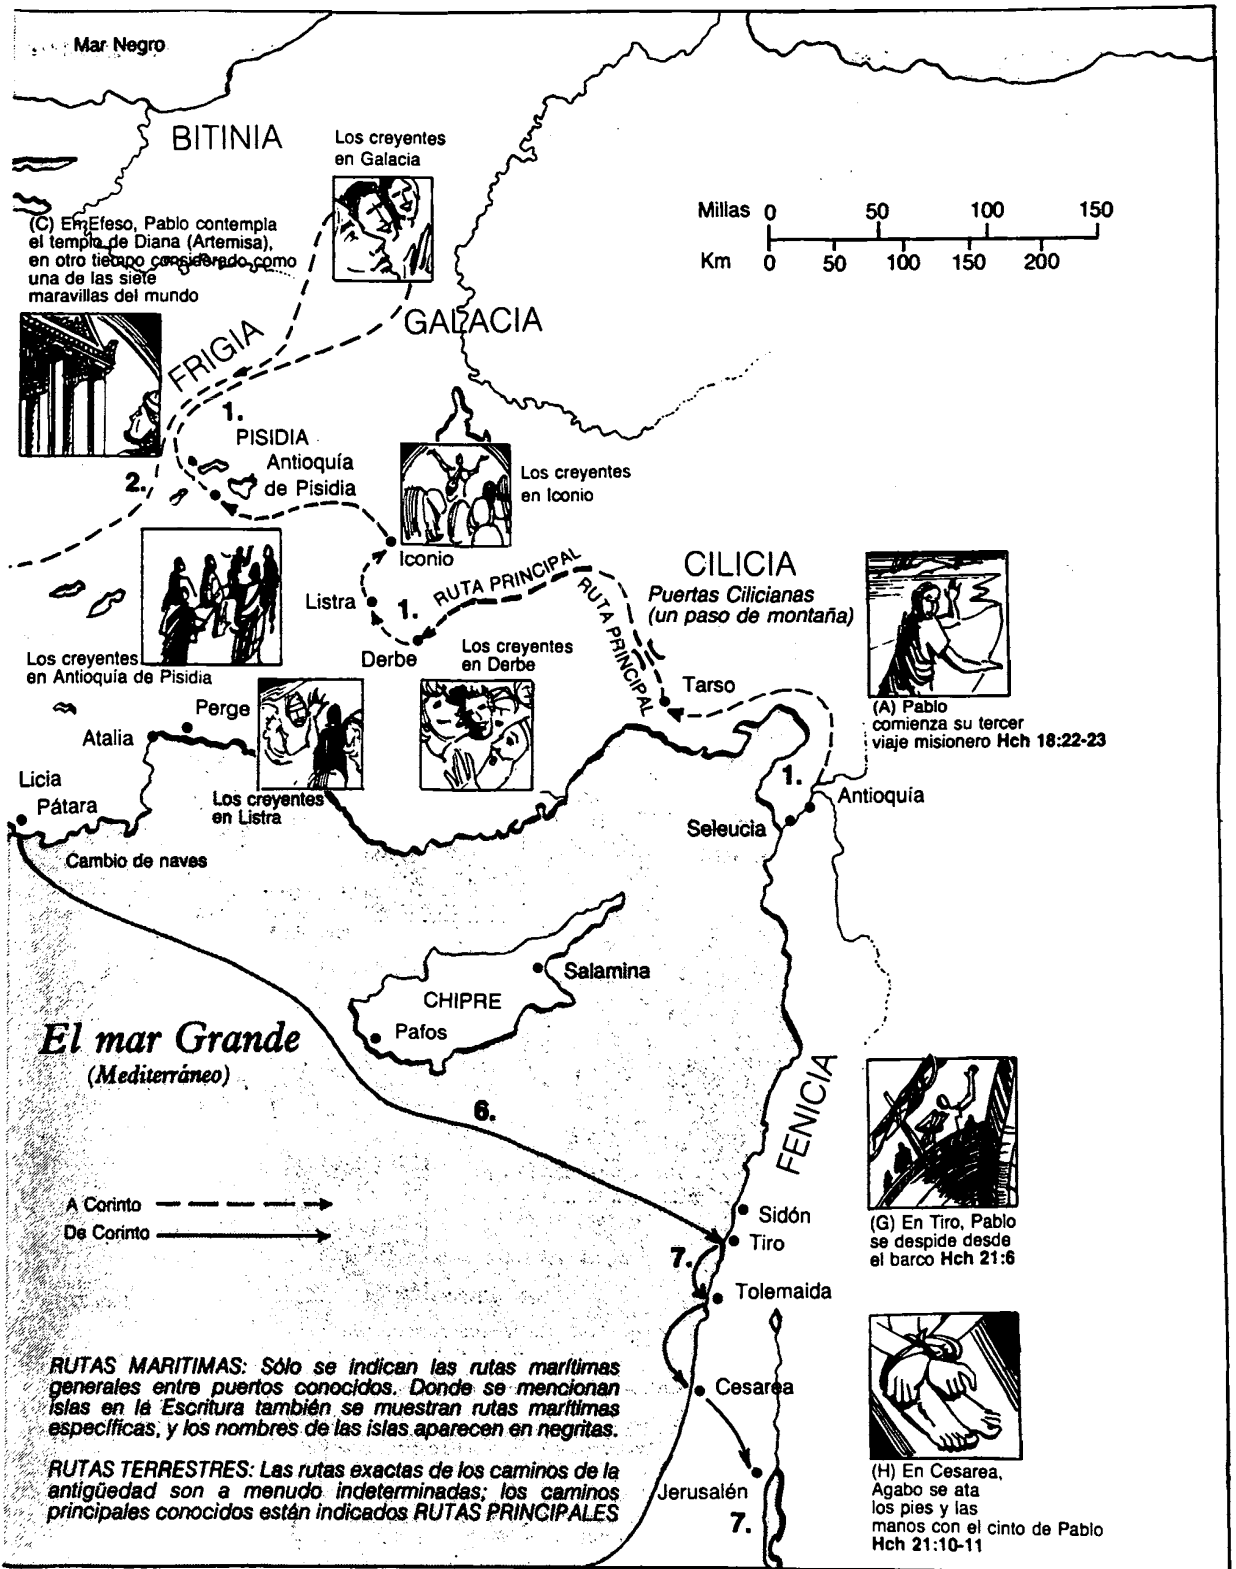 Mar Negro
BITINIA
Los creyentes
en Galacia
Millas 0 50 100 150
Km 0 50 100 150 200
(C) En Efeso, Pablo contempla
el templo de Diana (Artemisa),
en otro tiempo considerado como
una de las siete
maravillas del mundo
GALACIA
FRIGIA
1.
PISIDIA
Antioquía
de Pisidia
2.
Los creyentes
en Iconio
Iconio
RUTA PRINCIPAL
RUTA PRINCIPAL
CILICIA
Puertas Cilicianas
(un paso de montaña)
Listra
1.
Derbe
Los creyentes
en Derbe
Los creyentes
en Antioquía de Pisidia
Tarso
(A) Pablo
comienza su tercer
viaje misionero Hch 18:22-23
Perge
Atalia
Licia
Pátara
Los creyentes
en Listra
1.
Antioquía
Seleucia
Cambio de naves
Salamina
CHIPRE
Pafos
El mar Grande
(Mediterráneo)
6.
FENICIA
A Corinto
De Corinto
Sidón
Tiro
(G) En Tiro, Pablo
se despide desde
el barco Hch 21:6
7.
Tolemaida
RUTAS MARITIMAS: Sólo se indican las rutas marítimas
generales entre puertos conocidos. Donde se mencionan
islas en la Escritura también se muestran rutas marítimas
específicas, y los nombres de las islas aparecen en negritas.
Cesarea
RUTAS TERRESTRES: Las rutas exactas de los caminos de la
antigüedad son a menudo indeterminadas; los caminos
principales conocidos están indicados RUTAS PRINCIPALES
Jerusalén
7.
(H) En Cesarea,
Agabo se ata
los pies y las
manos con el cinto de Pablo
Hch 21:10-11